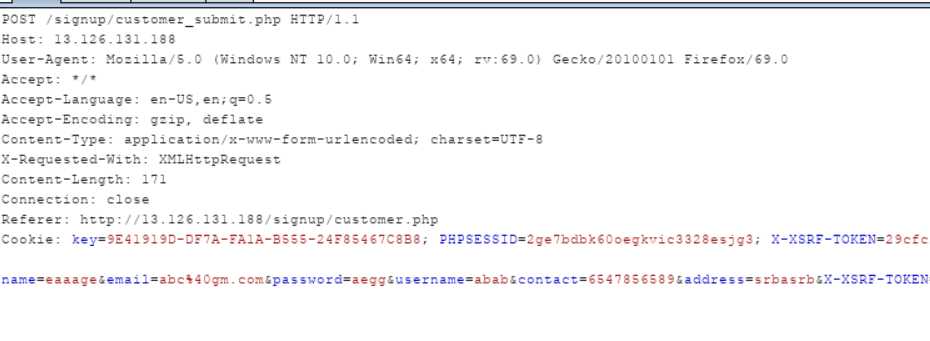 POST /signup/customer_submit.php HTTP/1.1
Host: 13.126.131.188
User-Agent: Mozilla/5.0 (Windows NT 10.0; Win64; x64; rv:69.0) Gecko/20100101 Firefox/69.0
Accept: */*
Accept-Language: en-US,en;q=0.5
Accept-Encoding: gzip, deflate
Content-Type: application/x-www-form-urlencoded; charset=UTF-8
X-Requested-With: XMLHttpRequest
Content-Length: 171
Connection: close
Referer: http://13.126.131.188/signup/customer.php
Cookie: key=9E41919D-DF7A-FA1A-B555-24F85467C8B8; PHPSESSID=2ge7bdbk60oegkvic3328esjg3; X-XSRF-TOKEN=29cfc
name=eaaage&email=abc%40gm.com&password=aegg&username=abab&contact=6547856589&address=srbasrb&X-XSRF-TOKEN